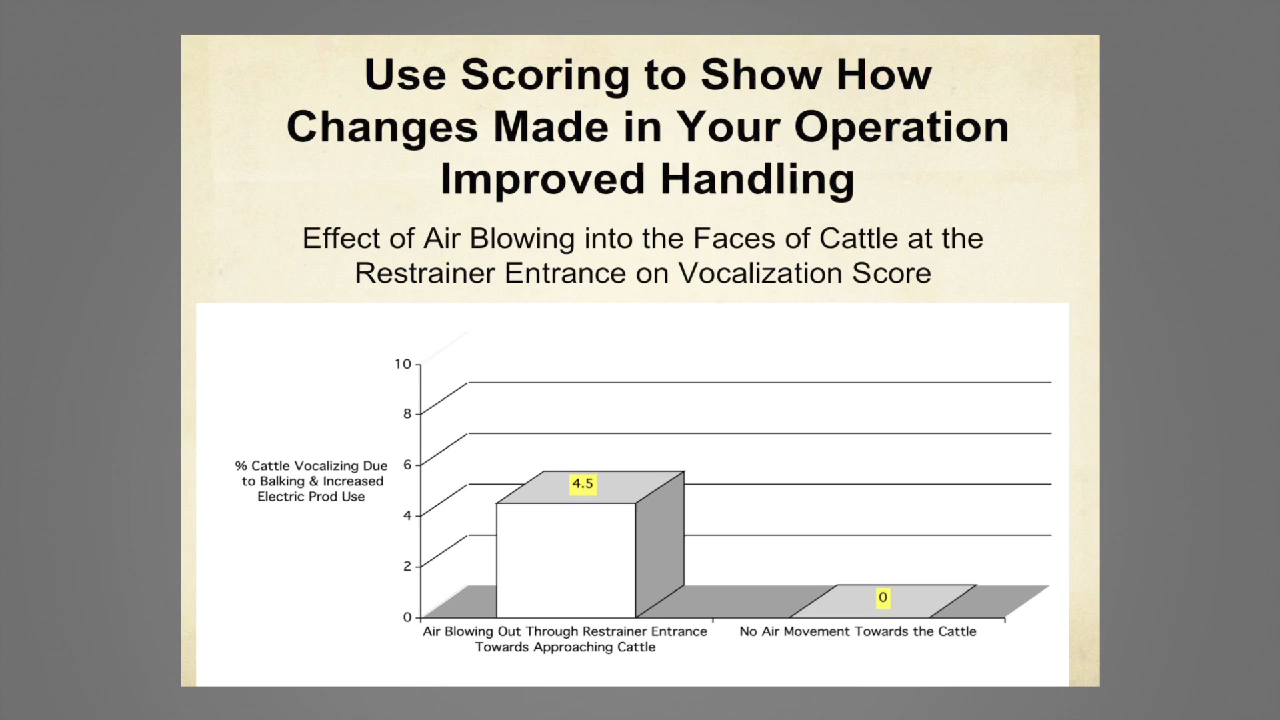 Use Scoring to Show How
Changes Made in Your Operation
Improved Handling
Effect of Air Blowing into the Faces of Cattle at the
Restrainer Entrance on Vocalization Score
10
8
% Cattle Vocalizing Due
to Balking & Increased
Electric Prod Use
6
4
2
0
4.5
0
Air Blowing Out Through Restrainer Entrance
Towards Approaching Cattle
No Air Movement Towards the Cattle